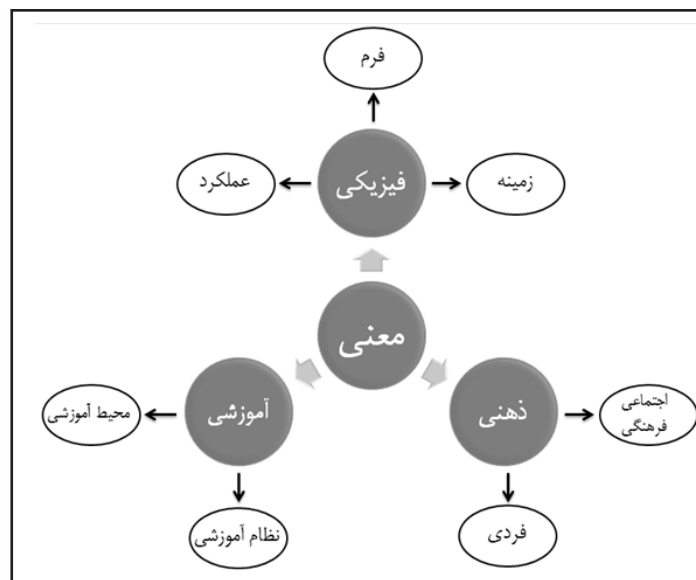 فرم
زمینه
فیزیکی
عملکرد
معنی
ذهنی
آموزشی
اجتماعی
فرهنگی
محیط آموزشی
فردی
نظام آموزشی